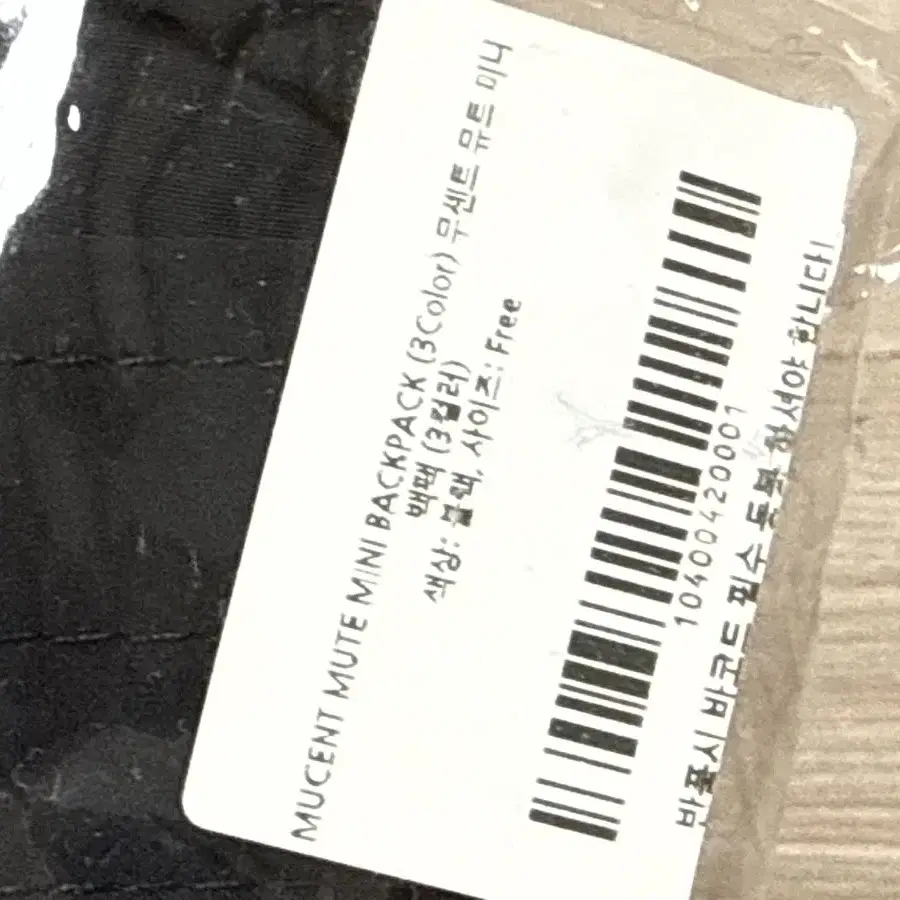 MUCENT MUTE MINI BACKPACK (3Color) 무센트 뮤트 미니
백팩 (3컬러)
색상: 블랙, 사이즈: Free
104004420001
반품시 바코드 필수 동봉 하셔야 합니다!